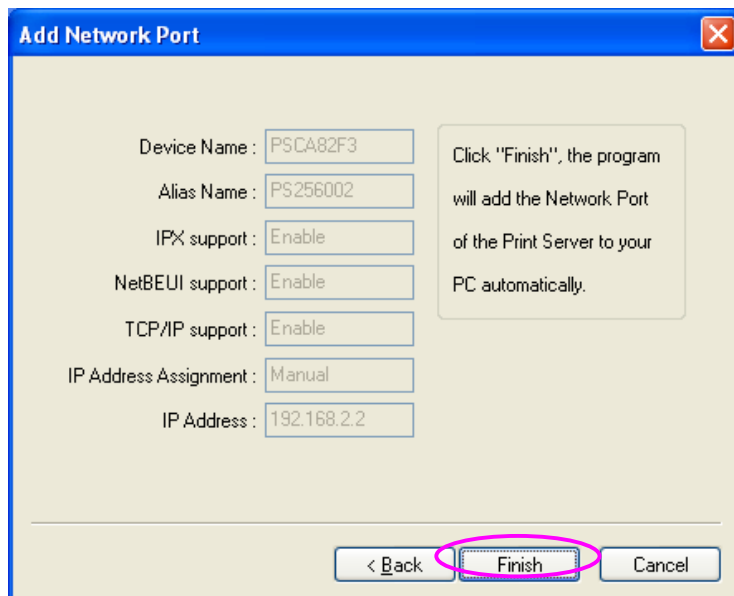 Add Network Port
Device Name : PSCA82F3
Alias Name : PS256002
IPX support : Enable
NetBEUI support : Enable
TCP/IP support : Enable
IP Address Assignment : Manual
IP Address : 192.168.2.2
Click "Finish", the program
will add the Network Port
of the Print Server to your
PC automatically.
< Back Finish Cancel